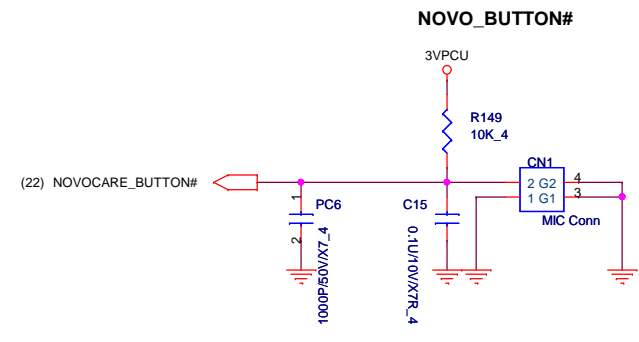 NOVO_BUTTON#
3VPCU
R149
10K_4
CN1
(22) NOVOCARE_BUTTON#
2 G2 4
1 G1 3
MIC Conn
1
PC6
2
1000P/50V/X7_4
C15
0.1U/10V/X7R_4